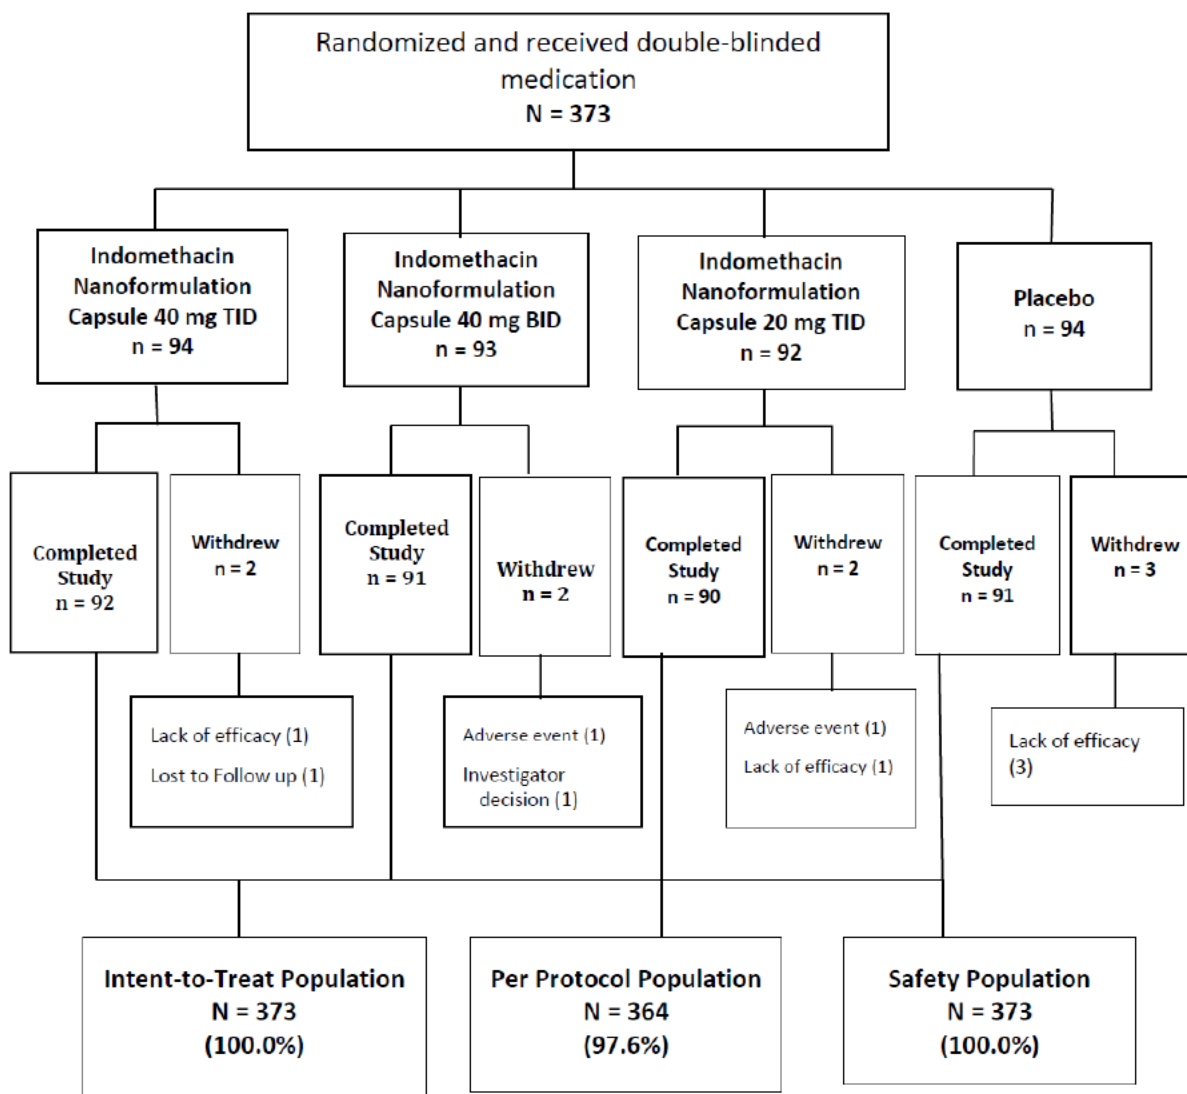 Randomized and received double-blinded
medication
N = 373
Indomethacin
Nanoformulation
Capsule 40 mg TID
n = 94
Indomethacin
Nanoformulation
Capsule 40 mg BID
n = 93
Indomethacin
Nanoformulation
Capsule 20 mg TID
n = 92
Placebo
n = 94
Completed
Study
n = 92
Withdrew
n = 2
Completed
Study
n = 91
Withdrew
n = 2
Completed
Study
n = 90
Withdrew
n = 2
Completed
Study
n = 91
Withdrew
n = 3
Lack of efficacy (1)
Lost to Follow up (1)
Adverse event (1)
Investigator
decision (1)
Adverse event (1)
Lack of efficacy (1)
Lack of efficacy
(3)
Intent-to-Treat Population
N = 373
(100.0%)
Per Protocol Population
N = 364
(97.6%)
Safety Population
N = 373
(100.0%)